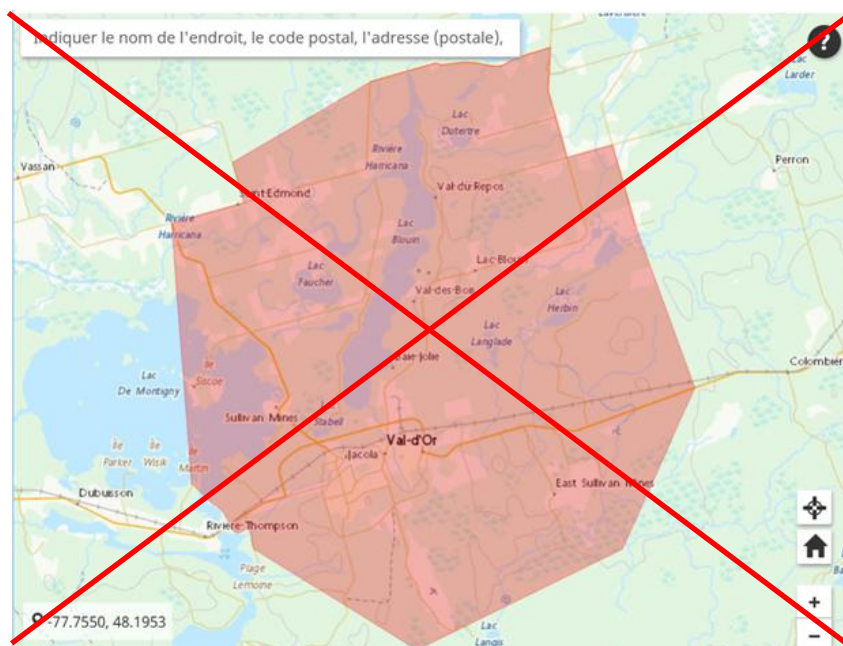 Indiquer le nom de l'endroit, le code postal, l'adresse (postale),
?
Lac
Larder
Lac
Dutertre
Rivière
Harricana
Vassan
Perron
Saint-Edmond
Val-du-Repos
Rivière
Harricana
Lac
Blouin
Lac-Blouin
Lac
Faucher
Val-des-Bois
Lac
Herbin
Lac
Langlade
Baie-Jolie
Colombière
Île
Siscoe
Lac
De Montigny
Sullivan Mines
Lac
Stabell
Val-d'Or
Jacola
Île
Parker
Île
Wisik
Île
Martin
East Sullivan Mines
Dubuisson
Rivière-Thompson
Plage
Lemoine
-77.7550, 48.1953
Lac
Langis
+
−